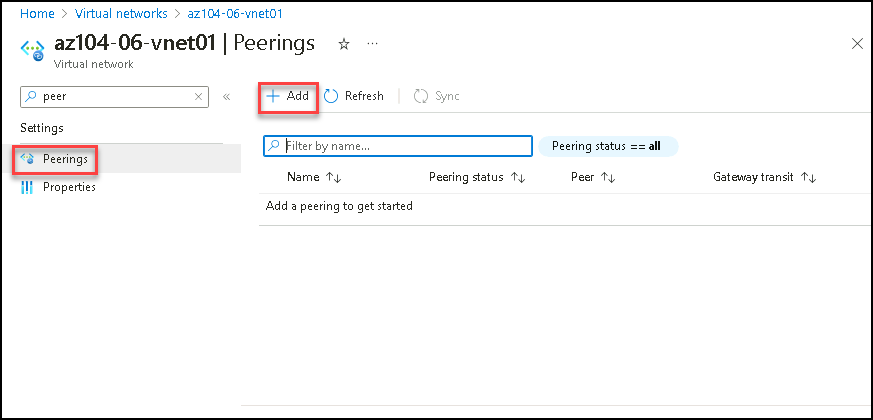 Home > Virtual networks > az104-06-vnet01
az104-06-vnet01 | Peerings
Virtual network
peer
Settings
Peerings
Properties
Add Refresh Sync
Filter by name... Peering status == all
Name Peering status Peer Gateway transit
Add a peering to get started